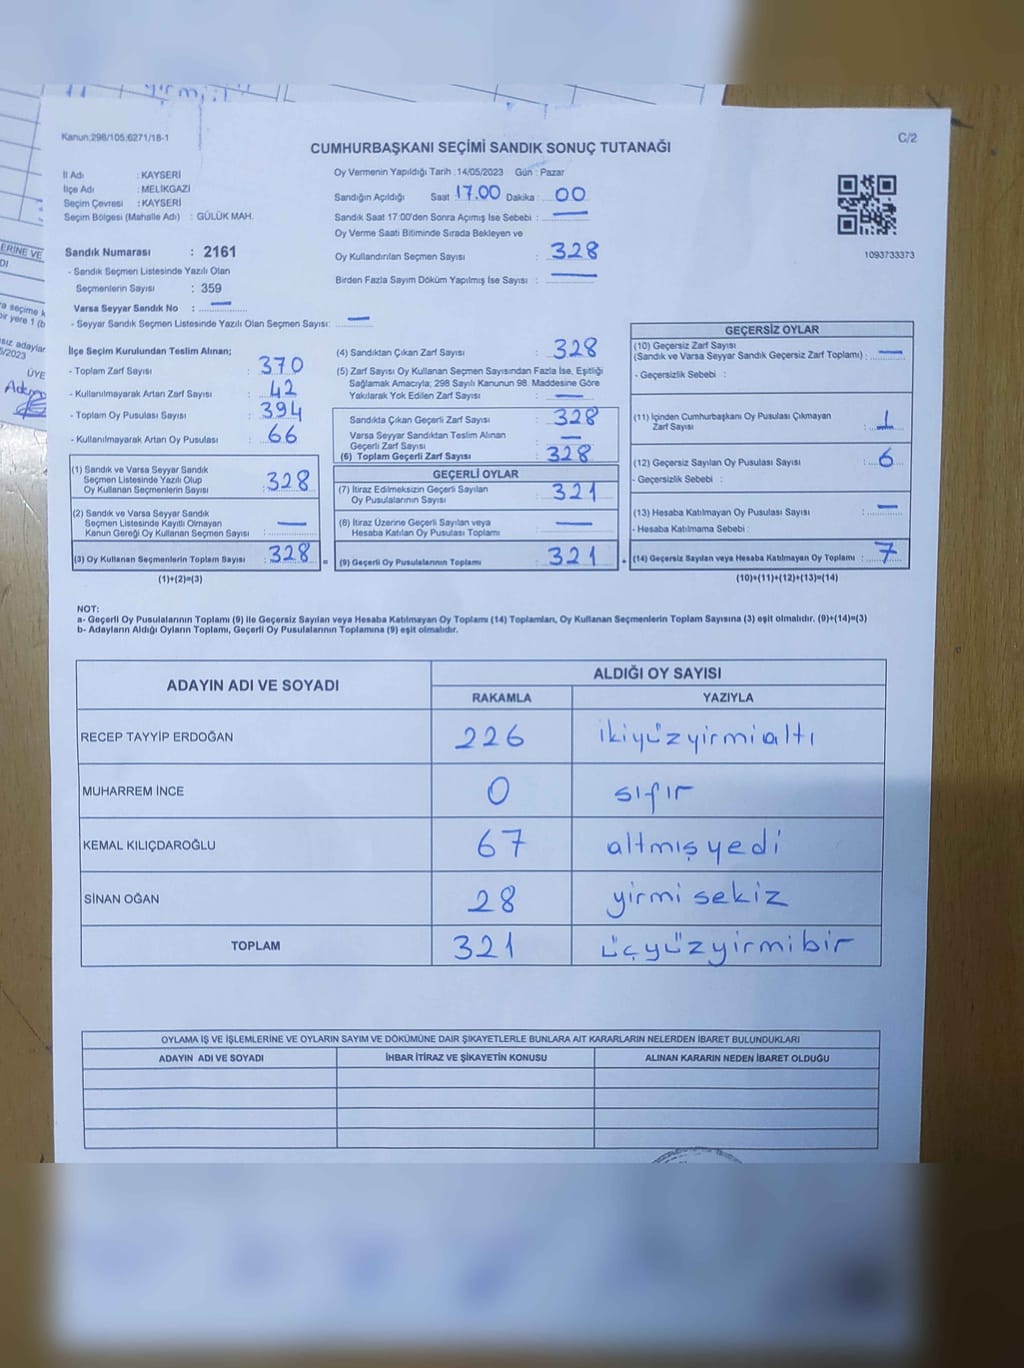 Kanun:298/105;6271/18-1
C/2
CUMHURBAŞKANI SEÇİMİ SANDIK SONUÇ TUTANAĞI
İl Adı : KAYSERİ
İlçe Adı : MELİKGAZİ
Seçim Çevresi : KAYSERİ
Seçim Bölgesi (Mahalle Adı) : GÜLÜK MAH.
Sandık Numarası : 2161
- Sandık Seçmen Listesinde Yazılı Olan
Seçmenlerin Sayısı : 359
Varsa Seyyar Sandık No : —
- Seyyar Sandık Seçmen Listesinde Yazılı Olan Seçmen Sayısı: —
Oy Vermenin Yapıldığı Tarih : 14/05/2023 Gün : Pazar
Sandığın Açıldığı Saat 17.00 Dakika : 00
Sandık Saat 17:00'den Sonra Açımış İse Sebebi : —
Oy Verme Saati Bitiminde Sırada Bekleyen ve
Oy Kullandırılan Seçmen Sayısı : 328
Birden Fazla Sayım Döküm Yapılmış İse Sayısı : —
1093733373
İlçe Seçim Kurulundan Teslim Alınan;
- Toplam Zarf Sayısı : 370
- Kullanılmayarak Artan Zarf Sayısı : 42
- Toplam Oy Pusulası Sayısı : 394
- Kullanılmayarak Artan Oy Pusulası : 66
(1) Sandık ve Varsa Seyyar Sandık
Seçmen Listesinde Yazılı Olup
Oy Kullanan Seçmenlerin Sayısı : 328
(2) Sandık ve Varsa Seyyar Sandık
Seçmen Listesinde Kayıtlı Olmayan
Kanun Gereği Oy Kullanan Seçmen Sayısı : —
(3) Oy Kullanan Seçmenlerin Toplam Sayısı : 328
=
(1)+(2)=(3)
(4) Sandıktan Çıkan Zarf Sayısı : 328
(5) Zarf Sayısı Oy Kullanan Seçmen Sayısından Fazla İse, Eşitliği
Sağlamak Amacıyla; 298 Sayılı Kanunun 98. Maddesine Göre
Yakılarak Yok Edilen Zarf Sayısı : —
Sandıkta Çıkan Geçerli Zarf Sayısı : 328
Varsa Seyyar Sandıktan Teslim Alınan
Geçerli Zarf Sayısı : —
(6) Toplam Geçerli Zarf Sayısı : 328
GEÇERLİ OYLAR
(7) İtiraz Edilmeksizin Geçerli Sayılan
Oy Pusulalarının Sayısı : 321
(8) İtiraz Üzerine Geçerli Sayılan veya
Hesaba Katılan Oy Pusulası Toplamı : —
(9) Geçerli Oy Pusulalarının Toplamı : 321
+
GEÇERSİZ OYLAR
(10) Geçersiz Zarf Sayısı
(Sandık ve Varsa Seyyar Sandık Geçersiz Zarf Toplamı) : —
- Geçersizlik Sebebi :
(11) İçinden Cumhurbaşkanı Oy Pusulası Çıkmayan
Zarf Sayısı : 1
(12) Geçersiz Sayılan Oy Pusulası Sayısı : 6
- Geçersizlik Sebebi :
(13) Hesaba Katılmayan Oy Pusulası Sayısı : —
- Hesaba Katılmama Sebebi :
(14) Geçersiz Sayılan veya Hesaba Katılmayan Oy Toplamı : 7
(10)+(11)+(12)+(13)=(14)
NOT:
a- Geçerli Oy Pusulalarının Toplamı (9) ile Geçersiz Sayılan veya Hesaba Katılmayan Oy Toplamı (14) Toplamları, Oy Kullanan Seçmenlerin Toplam Sayısına (3) eşit olmalıdır. (9)+(14)=(3)
b- Adayların Aldığı Oyların Toplamı, Geçerli Oy Pusulalarının Toplamına (9) eşit olmalıdır.
ADAYIN ADI VE SOYADI
ALDIĞI OY SAYISI
RAKAMLA YAZIYLA
RECEP TAYYİP ERDOĞAN 226 ikiyüzyirmialtı
MUHARREM İNCE 0 sıfır
KEMAL KILIÇDAROĞLU 67 altmışyedi
SİNAN OĞAN 28 yirmi sekiz
TOPLAM 321 üçyüzyirmibir
OYLAMA İŞ VE İŞLEMLERİNE VE OYLARIN SAYIM VE DÖKÜMÜNE DAİR ŞİKAYETLERLE BUNLARA AİT KARARLARIN NELERDEN İBARET BULUNDUKLARI
ADAYIN ADI VE SOYADI İHBAR İTİRAZ VE ŞİKAYETİN KONUSU ALINAN KARARIN NEDEN İBARET OLDUĞU